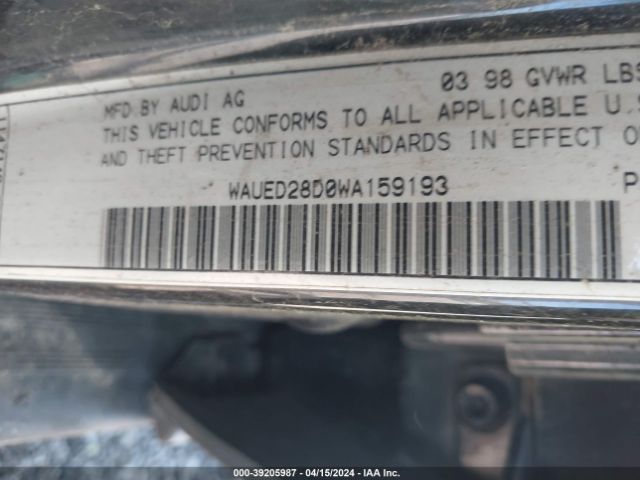 MFD.BY AUDI AG 03 98 GVWR LBS
THIS VEHICLE CONFORMS TO ALL APPLICABLE U.S
AND THEFT PREVENTION STANDARDS IN EFFECT O
WAUED28D0WA159193 P
000-39205987 - 04/15/2024 - IAA Inc.